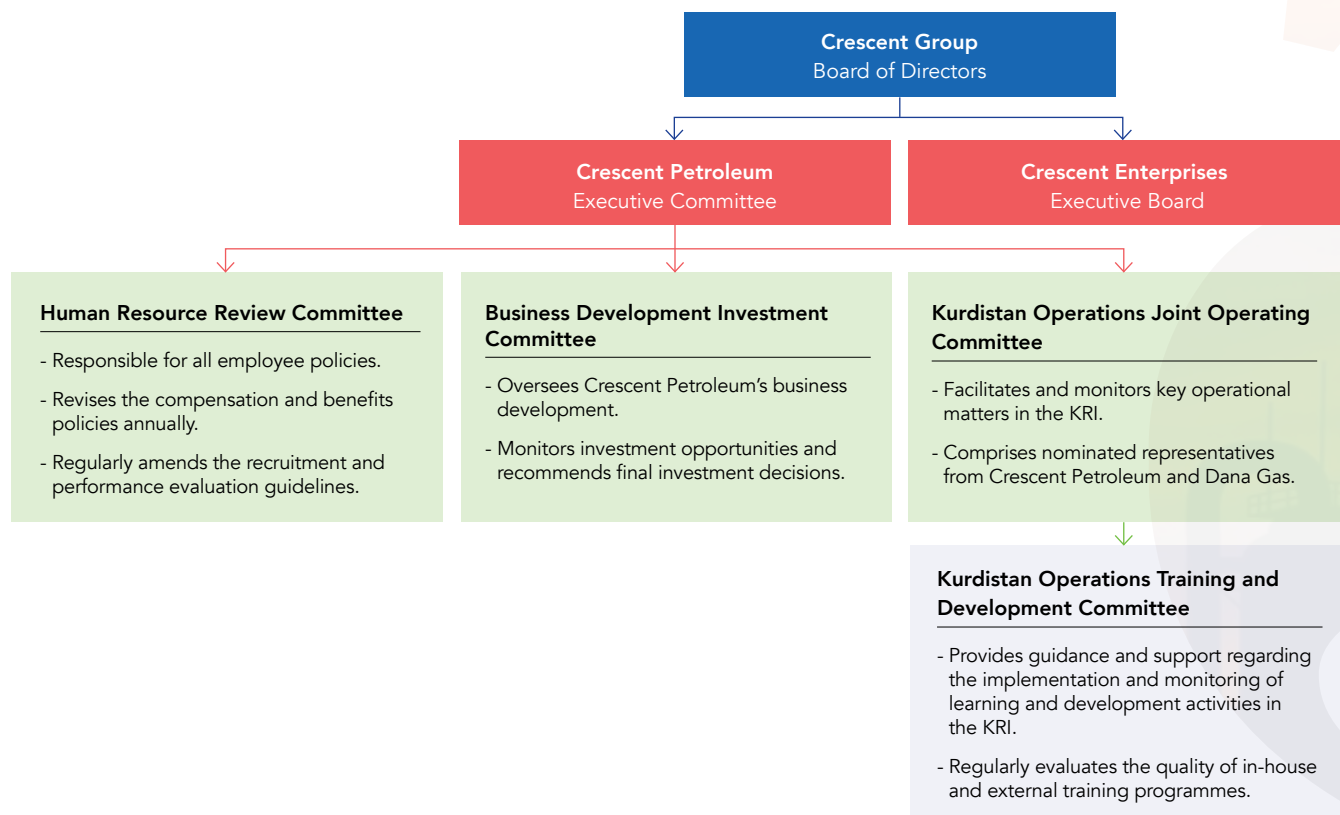 Crescent Group
Board of Directors
Crescent Petroleum
Executive Committee
Crescent Enterprises
Executive Board
Human Resource Review Committee
- Responsible for all employee policies.
- Revises the compensation and benefits
policies annually.
- Regularly amends the recruitment and
performance evaluation guidelines.
Business Development Investment
Committee
- Oversees Crescent Petroleum's business
development.
- Monitors investment opportunities and
recommends final investment decisions.
Kurdistan Operations Joint Operating
Committee
- Facilitates and monitors key operational
matters in the KRI.
- Comprises nominated representatives
from Crescent Petroleum and Dana Gas.
Kurdistan Operations Training and
Development Committee
- Provides guidance and support regarding
the implementation and monitoring of
learning and development activities in
the KRI.
- Regularly evaluates the quality of in-house
and external training programmes.